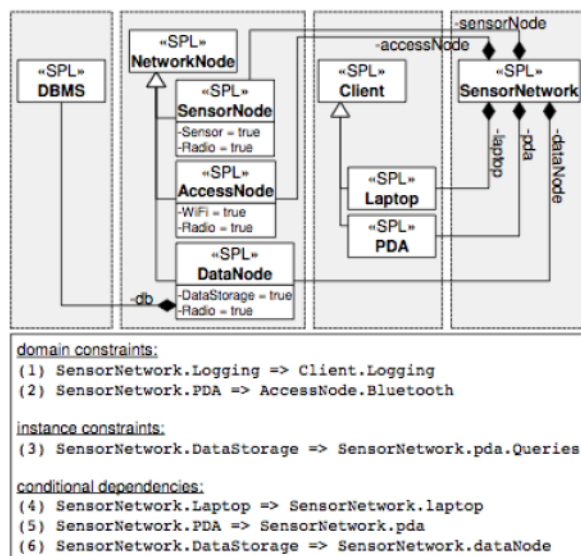 -sensorNode
-accessNode
«SPL»
DBMS
«SPL»
NetworkNode
«SPL»
SensorNode
-Sensor = true
-Radio = true
«SPL»
AccessNode
-WiFi = true
-Radio = true
«SPL»
DataNode
-DataStorage = true
-Radio = true
-db
«SPL»
Client
«SPL»
Laptop
«SPL»
PDA
«SPL»
SensorNetwork
-laptop
-pda
-dataNode
domain constraints:
(1) SensorNetwork.Logging => Client.Logging
(2) SensorNetwork.PDA => AccessNode.Bluetooth
instance constraints:
(3) SensorNetwork.DataStorage => SensorNetwork.pda.Queries
conditional dependencies:
(4) SensorNetwork.Laptop => SensorNetwork.laptop
(5) SensorNetwork.PDA => SensorNetwork.pda
(6) SensorNetwork.DataStorage => SensorNetwork.dataNode